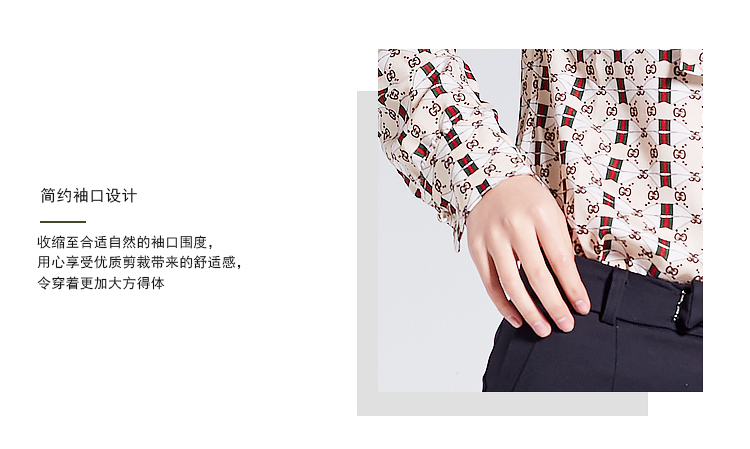 简约袖口设计
收缩至合适自然的袖口围度，
用心享受优质剪裁带来的舒适感，
令穿着更加大方得体